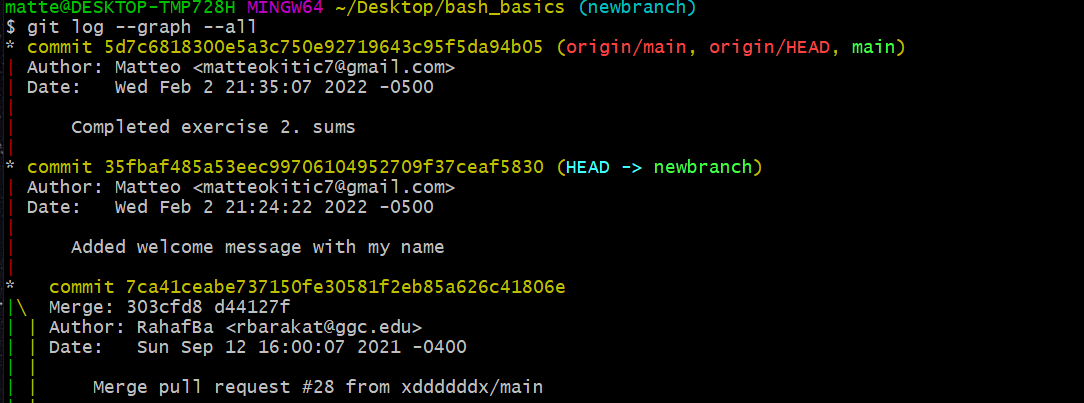 matte@DESKTOP-TMP728H MINGW64 ~/Desktop/bash_basics (newbranch)
$ git log --graph --all
* commit 5d7c6818300e5a3c750e92719643c95f5da94b05 (origin/main, origin/HEAD, main)
| Author: Matteo <matteokitic7@gmail.com>
| Date:   Wed Feb 2 21:35:07 2022 -0500
|
|     Completed exercise 2. sums
|
* commit 35fbaf485a53eec99706104952709f37ceaf5830 (HEAD -> newbranch)
| Author: Matteo <matteokitic7@gmail.com>
| Date:   Wed Feb 2 21:24:22 2022 -0500
|
|     Added welcome message with my name
|
*   commit 7ca41ceabe737150fe30581f2eb85a626c41806e
|\  Merge: 303cfd8 d44127f
| | Author: RahafBa <rbarakat@ggc.edu>
| | Date:   Sun Sep 12 16:00:07 2021 -0400
| |
| |     Merge pull request #28 from xddddddx/main